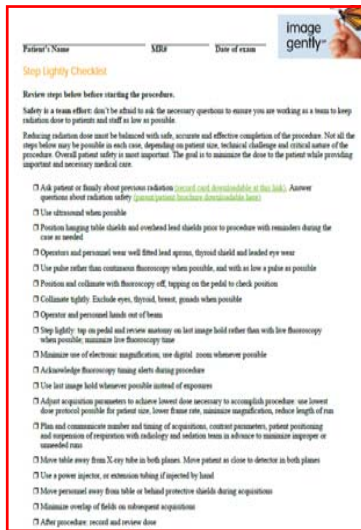 image
gently
Patient's Name MR# Date of exam
Step Lightly Checklist
Review steps below before starting the procedure.
Safety is a team effort: don't be afraid to ask the necessary questions to ensure you are working as a team to keep
radiation dose to patients and staff as low as possible.
Reducing radiation dose must be balanced with safe, accurate and effective completion of the procedure. Not all the
steps below may be possible in each case, depending on patient size, technical challenge and critical nature of the
procedure. Overall patient safety is most important. The goal is to minimize the dose to the patient while providing
important and necessary medical care.
Ask patient or family about previous radiation (record card downloadable at this link). Answer
questions about radiation safety (parent/patient brochure downloadable here)
Use ultrasound when possible
Position hanging table shields and overhead lead shields prior to procedure with reminders during the
case as needed
Operators and personnel wear well fitted lead aprons, thyroid shield and leaded eye wear
Use pulse rather than continuous fluoroscopy when possible, and with as low a pulse as possible
Position and collimate with fluoroscopy off, tapping on the pedal to check position
Collimate tightly. Exclude eyes, thyroid, breast, gonads when possible
Operator and personnel hands out of beam
Step lightly: tap on pedal and review anatomy on last image hold rather than with live fluoroscopy
when possible; minimize live fluoroscopy time
Minimize use of electronic magnification; use digital zoom whenever possible
Acknowledge fluoroscopy timing alerts during procedure
Use last image hold whenever possible instead of exposures
Adjust acquisition parameters to achieve lowest dose necessary to accomplish procedure: use lowest
dose protocol possible for patient size, lower frame rate, minimize magnification, reduce length of run
Plan and communicate number and timing of acquisitions, contrast parameters, patient positioning
and suspension of respiration with radiology and sedation team in advance to minimize improper or
unneeded runs
Move table away from X-ray tube in both planes. Move patient as close to detector in both planes
Use a power injector, or extension tubing if injected by hand
Move personnel away from table or behind protective shields during acquisitions
Minimize overlap of fields on subsequent acquisitions
After procedure: record and review dose